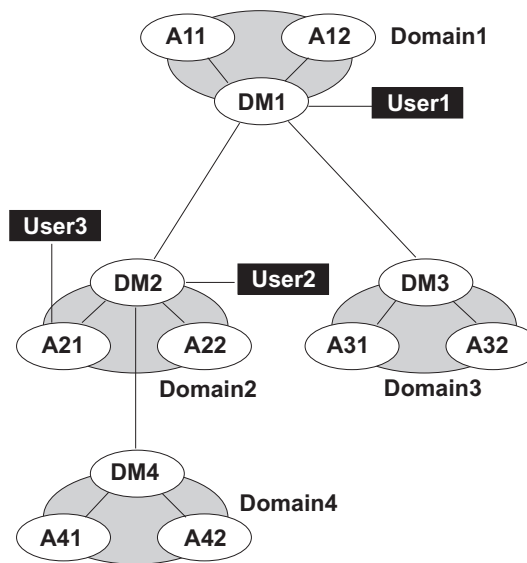 A11
A12
Domain1
DM1
User1
User3
DM2
User2
DM3
A21
A22
A31
A32
Domain2
Domain3
DM4
Domain4
A41
A42